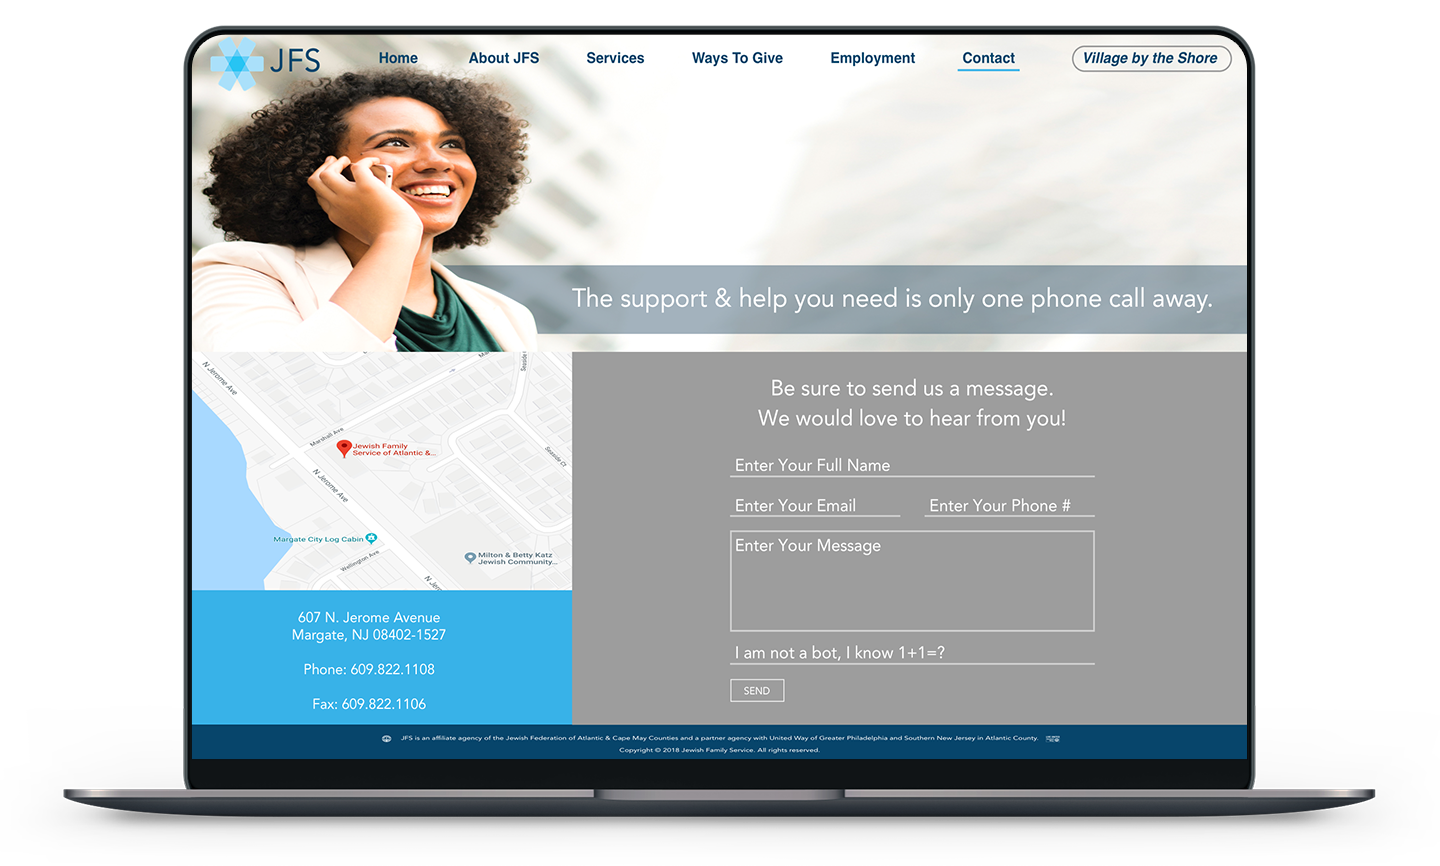 JFS
Home
About JFS
Services
Ways To Give
Employment
Contact
Village by the Shore
The support & help you need is only one phone call away.
N Jerome Ave
Marshall Ave
Seaside
Jewish Family
Service of Atlantic &...
Seaside Ct
N Jerome Ave
Margate City Log Cabin
Wellington Ave
Milton & Betty Katz
Jewish Community...
N Jerome
607 N. Jerome Avenue
Margate, NJ 08402-1527
Phone: 609.822.1108
Fax: 609.822.1106
Be sure to send us a message.
We would love to hear from you!
Enter Your Full Name
Enter Your Email
Enter Your Phone #
Enter Your Message
I am not a bot, I know 1+1=?
SEND
JFS is an affiliate agency of the Jewish Federation of Atlantic & Cape May Counties and a partner agency with United Way of Greater Philadelphia and Southern New Jersey in Atlantic County.
Copyright © 2018 Jewish Family Service. All rights reserved.